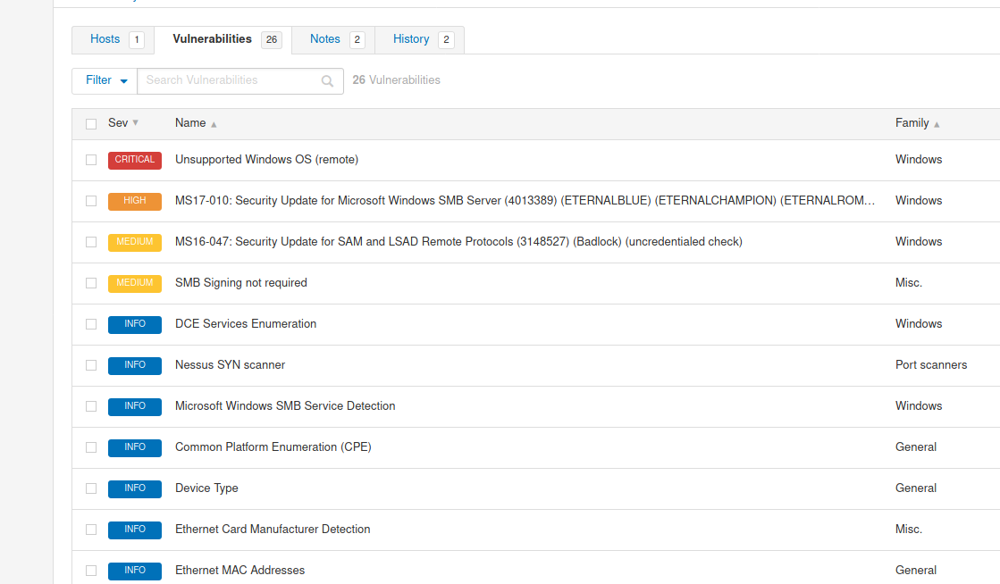 Hosts 1 Vulnerabilities 26 Notes 2 History 2
Filter Search Vulnerabilities 26 Vulnerabilities
Sev Name Family
CRITICAL Unsupported Windows OS (remote) Windows
HIGH MS17-010: Security Update for Microsoft Windows SMB Server (4013389) (ETERNALBLUE) (ETERNALCHAMPION) (ETERNALROM... Windows
MEDIUM MS16-047: Security Update for SAM and LSAD Remote Protocols (3148527) (Badlock) (uncredentialed check) Windows
MEDIUM SMB Signing not required Misc.
INFO DCE Services Enumeration Windows
INFO Nessus SYN scanner Port scanners
INFO Microsoft Windows SMB Service Detection Windows
INFO Common Platform Enumeration (CPE) General
INFO Device Type General
INFO Ethernet Card Manufacturer Detection Misc.
INFO Ethernet MAC Addresses General